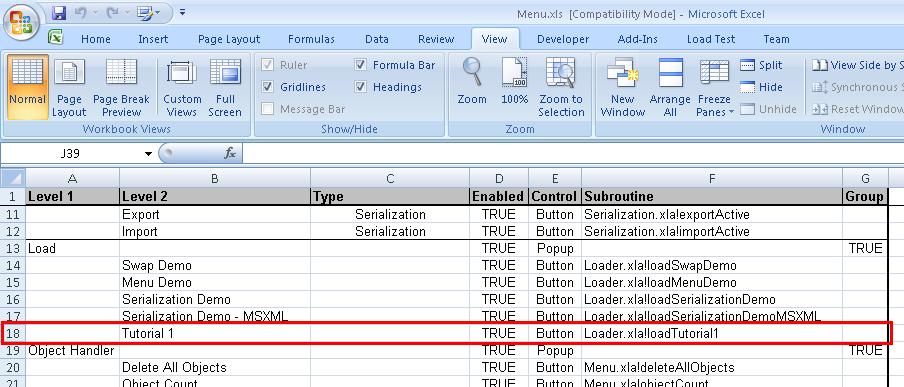 Menu.xls [Compatibility Mode] - Microsoft Excel
Home Insert Page Layout Formulas Data Review View Developer Add-Ins Load Test Team
Ruler Formula Bar Split View Side by S
Gridlines Headings Hide Synchronous S
Normal Page Layout Page Break Preview Custom Views Full Screen Message Bar Zoom 100% Zoom to Selection New Window Arrange All Freeze Panes Unhide Reset Window
Workbook Views Show/Hide Zoom Window
J39 fx
A B C D E F G
1 Level 1 Level 2 Type Enabled Control Subroutine Group
11 Export Serialization TRUE Button Serialization.xla!exportActive
12 Import Serialization TRUE Button Serialization.xla!importActive
13 Load TRUE Popup TRUE
14 Swap Demo TRUE Button Loader.xla!loadSwapDemo
15 Menu Demo TRUE Button Loader.xla!loadMenuDemo
16 Serialization Demo TRUE Button Loader.xla!loadSerializationDemo
17 Serialization Demo - MSXML TRUE Button Loader.xla!loadSerializationDemoMSXML
18 Tutorial 1 TRUE Button Loader.xla!loadTutorial1
19 Object Handler TRUE Popup TRUE
20 Delete All Objects TRUE Button Menu.xla!deleteAllObjects
21 Object Count TRUE Button Menu.xla!objectCount